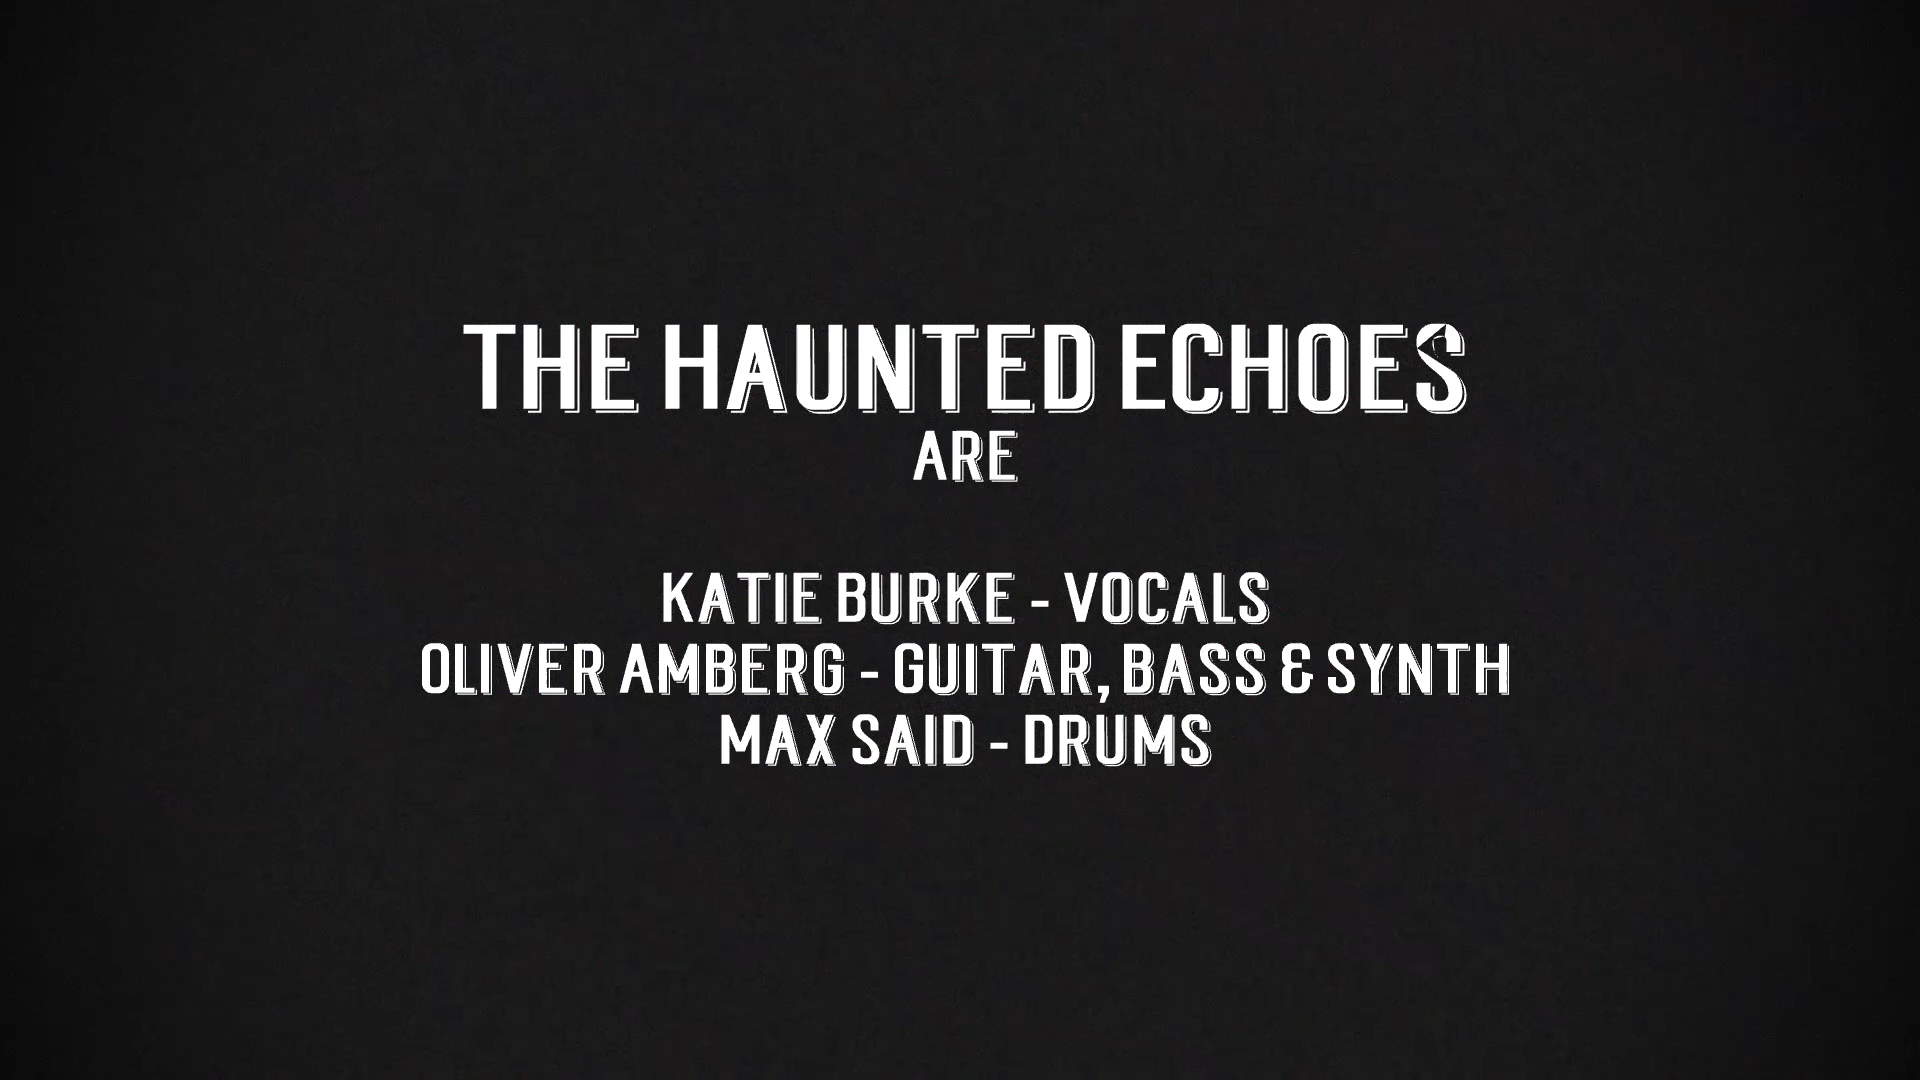 THE HAUNTED ECHOES
ARE
KATIE BURKE - VOCALS
OLIVER AMBERG - GUITAR, BASS & SYNTH
MAX SAID - DRUMS